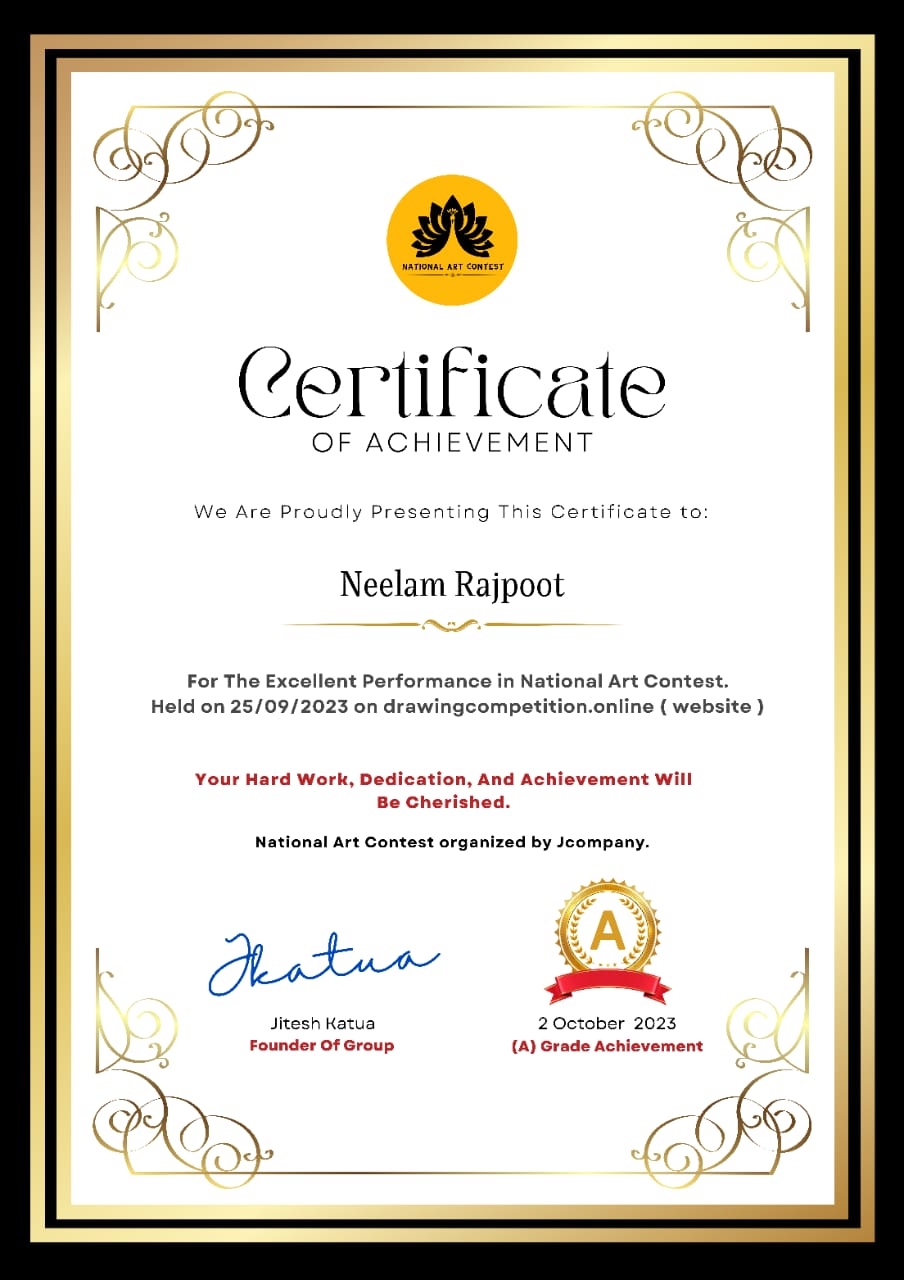 NATIONAL ART CONTEST
Certificate
OF ACHIEVEMENT
We Are Proudly Presenting This Certificate to:
Neelam Rajpoot
For The Excellent Performance in National Art Contest.
Held on 25/09/2023 on drawingcompetition.online ( website )
Your Hard Work, Dedication, And Achievement Will
Be Cherished.
National Art Contest organized by Jcompany.
A
Jkatua
Jitesh Katua
Founder Of Group
2 October 2023
(A) Grade Achievement